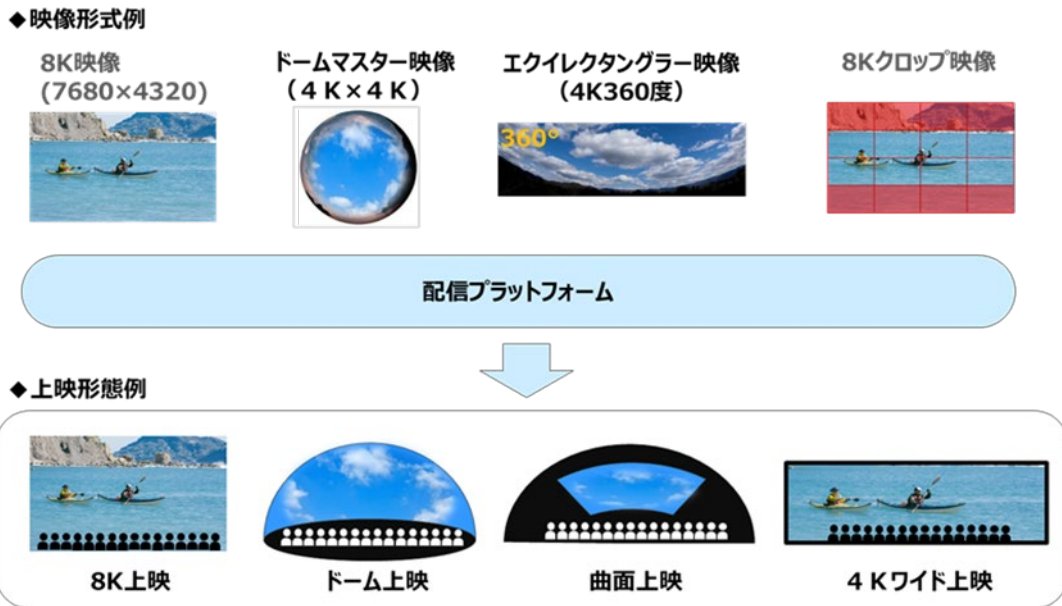 ◆映像形式例
8K映像
(7680×4320)
ドームマスター映像
(4K×4K)
エクイレクタングラー映像
(4K360度)
8Kクロップ映像
360°
配信プラットフォーム
◆上映形態例
8K上映
ドーム上映
曲面上映
4Kワイド上映